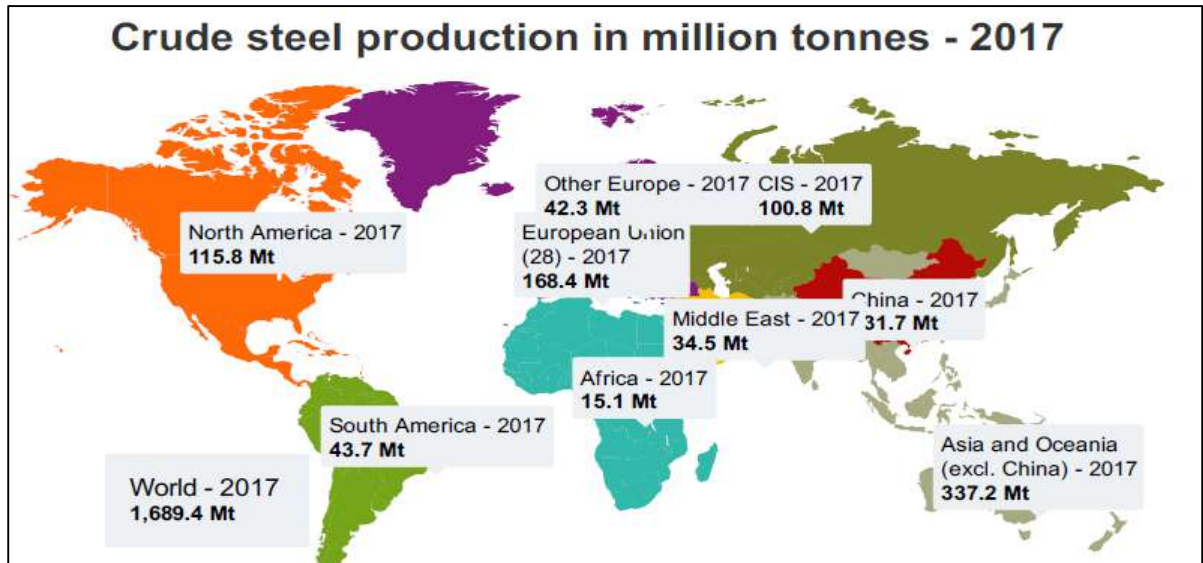 Crude steel production in million tonnes - 2017
Other Europe - 2017
42.3 Mt
CIS - 2017
100.8 Mt
North America - 2017
115.8 Mt
European Union
(28) - 2017
168.4 Mt
China - 2017
31.7 Mt
Middle East - 2017
34.5 Mt
Africa - 2017
15.1 Mt
South America - 2017
43.7 Mt
Asia and Oceania
(excl. China) - 2017
337.2 Mt
World - 2017
1,689.4 Mt